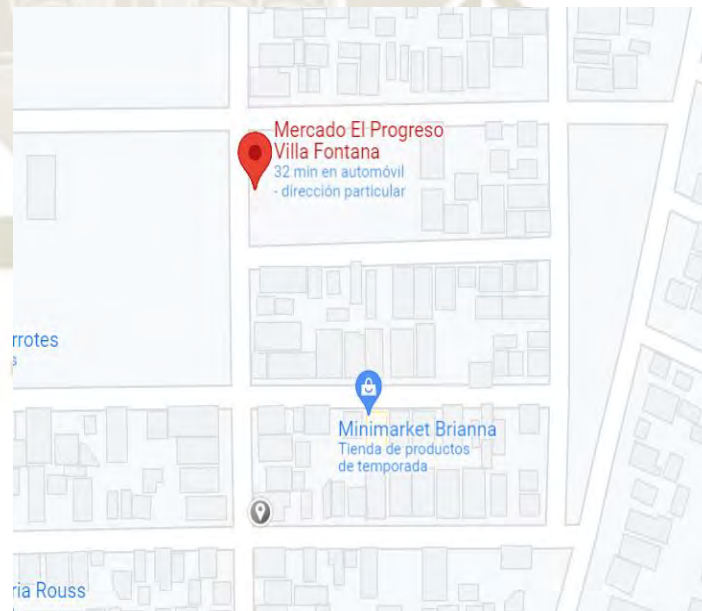 Mercado El Progreso
Villa Fontana
32 min en automóvil
- dirección particular
rrotes
s
Minimarket Brianna
Tienda de productos
de temporada
ria Rouss